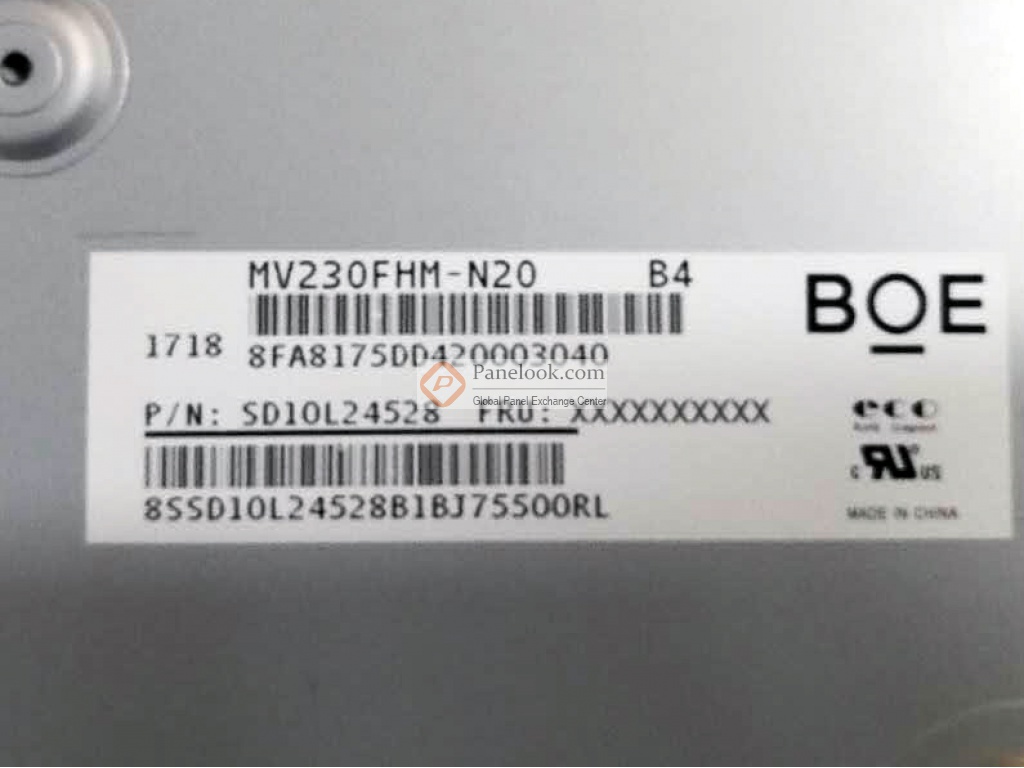 MV230FHM-N20 B4
BOE
1718
8FA8175DD420003040
Panelook.com
Global Panel Exchange Center
P/N: SD10L24528 FRU: XXXXXXXXXX
eco
8SSD10L24528B1BJ75500RL
c RU US
MADE IN CHINA